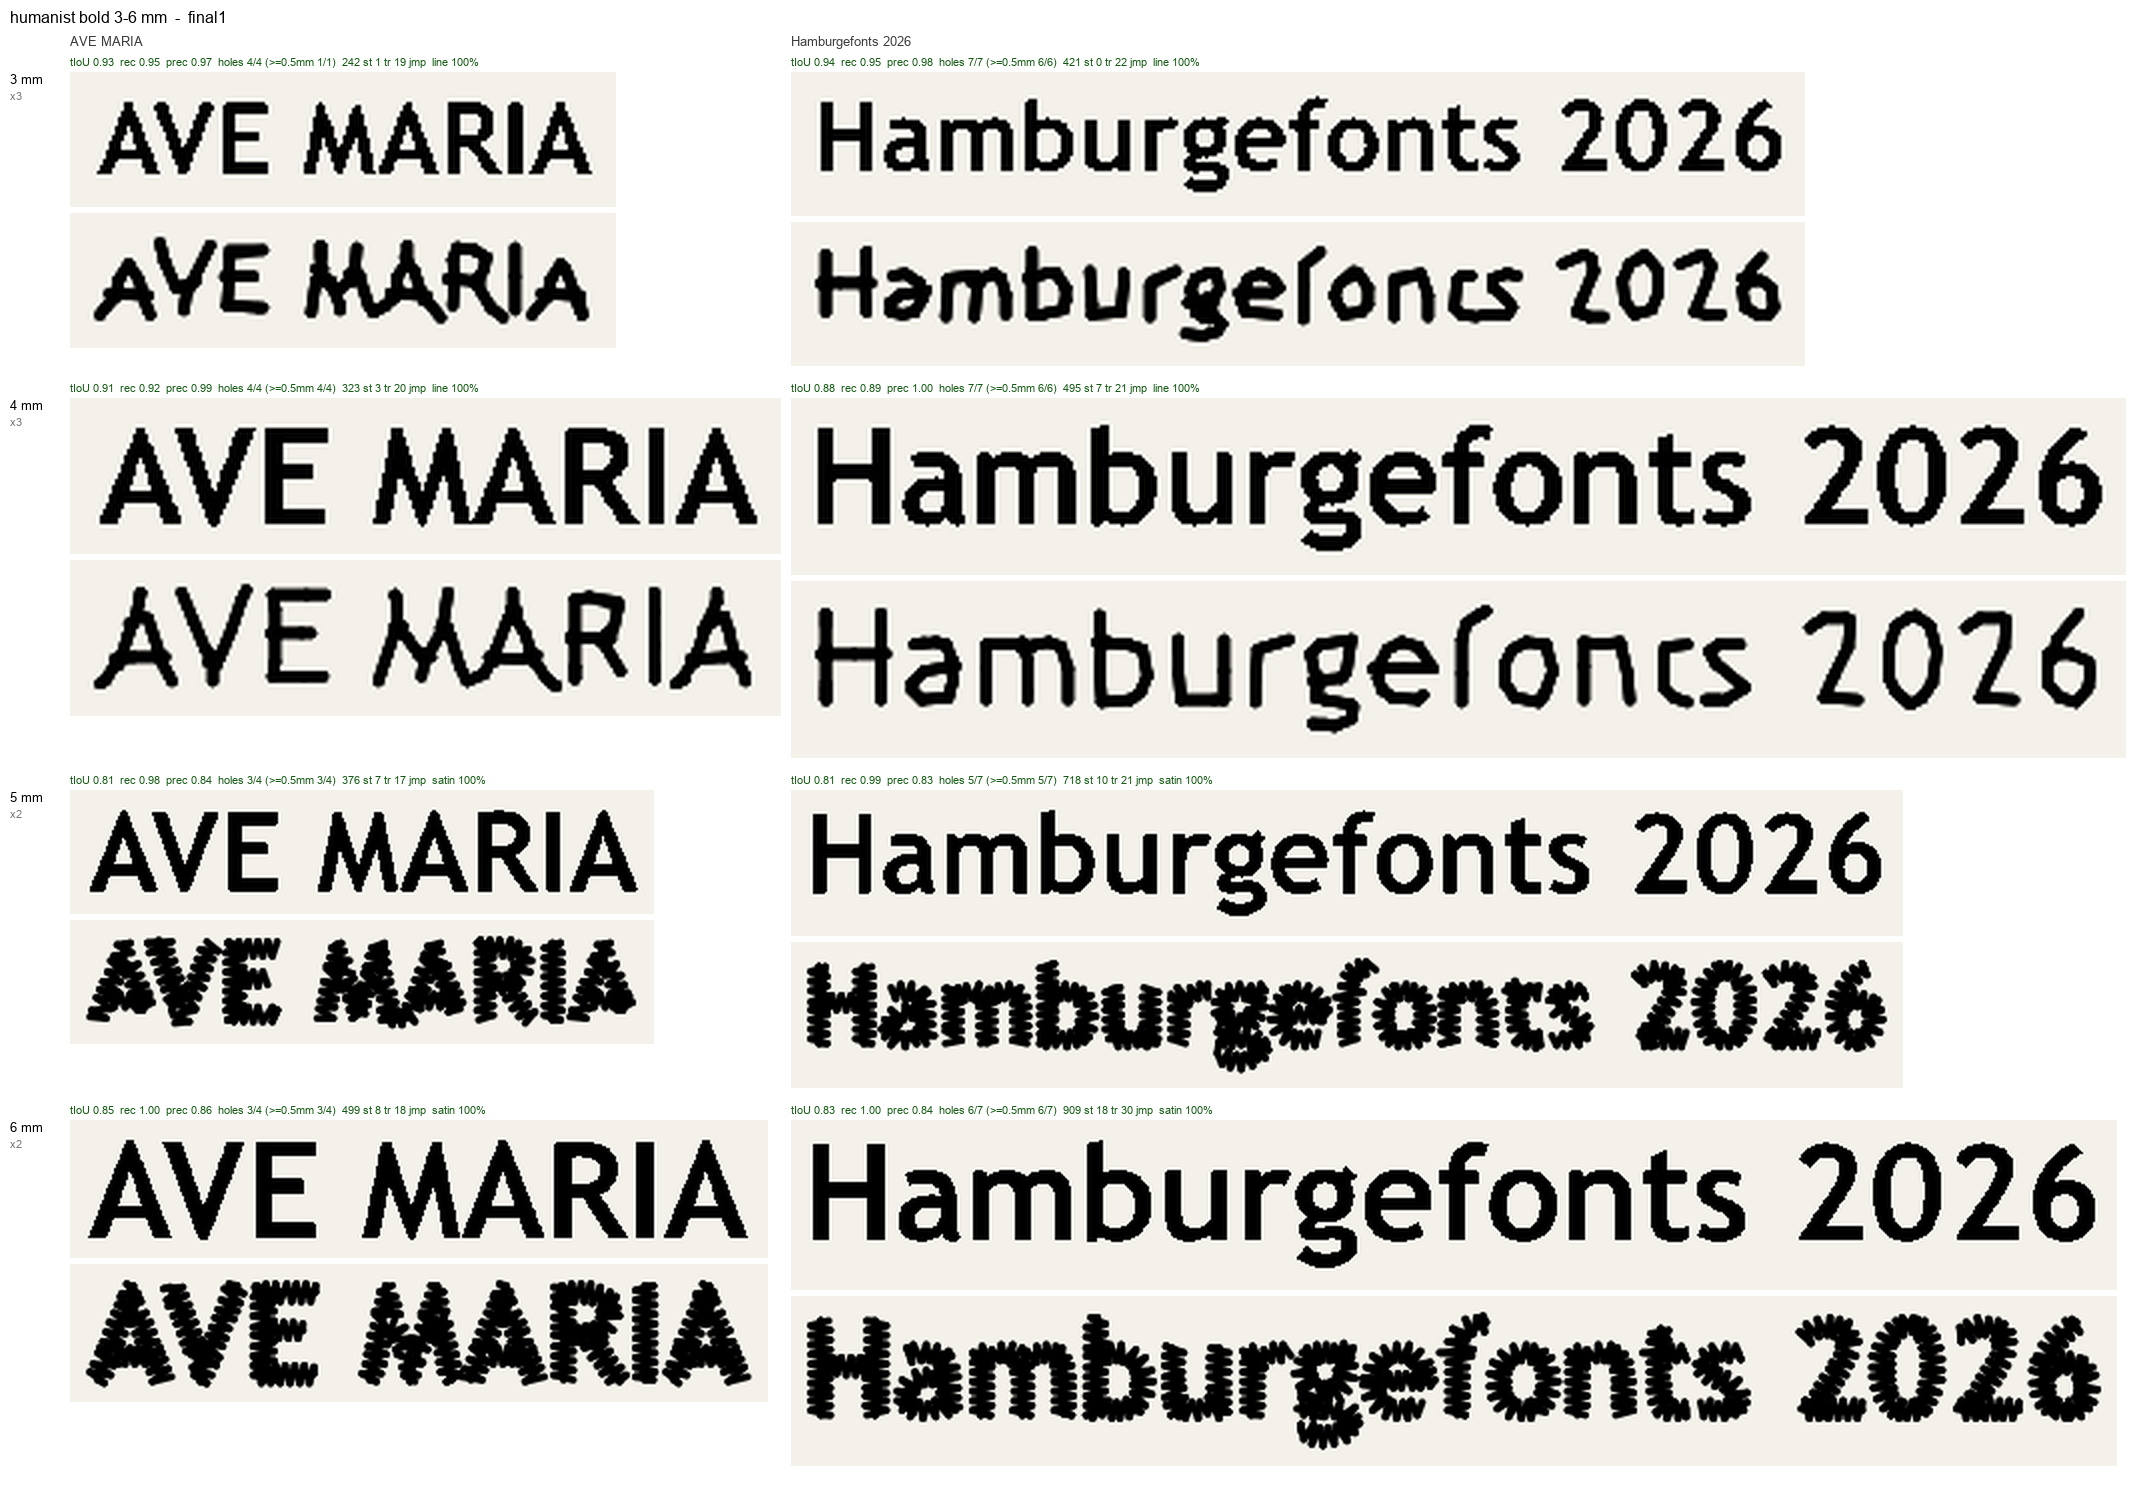 humanist bold 3-6 mm - final1
AVE MARIA
Hamburgefonts 2026
3 mm
x3
tIoU 0.93 rec 0.95 prec 0.97 holes 4/4 (>=0.5mm 1/1) 242 st 1 tr 19 jmp line 100%
AVE MARIA
AVE MARIA
tIoU 0.94 rec 0.95 prec 0.98 holes 7/7 (>=0.5mm 6/6) 421 st 0 tr 22 jmp line 100%
Hamburgefonts 2026
Hamburgefoncs 2026
4 mm
x3
tIoU 0.91 rec 0.92 prec 0.99 holes 4/4 (>=0.5mm 4/4) 323 st 3 tr 20 jmp line 100%
AVE MARIA
AVE MARIA
tIoU 0.88 rec 0.89 prec 1.00 holes 7/7 (>=0.5mm 6/6) 495 st 7 tr 21 jmp line 100%
Hamburgefonts 2026
Hamburgefoncs 2026
5 mm
x2
tIoU 0.81 rec 0.98 prec 0.84 holes 3/4 (>=0.5mm 3/4) 376 st 7 tr 17 jmp satin 100%
AVE MARIA
AVE MARIA
tIoU 0.81 rec 0.99 prec 0.83 holes 5/7 (>=0.5mm 5/7) 718 st 10 tr 21 jmp satin 100%
Hamburgefonts 2026
Hamburgefonts 2026
6 mm
x2
tIoU 0.85 rec 1.00 prec 0.86 holes 3/4 (>=0.5mm 3/4) 499 st 8 tr 18 jmp satin 100%
AVE MARIA
AVE MARIA
tIoU 0.83 rec 1.00 prec 0.84 holes 6/7 (>=0.5mm 6/7) 909 st 18 tr 30 jmp satin 100%
Hamburgefonts 2026
Hamburgefonts 2026